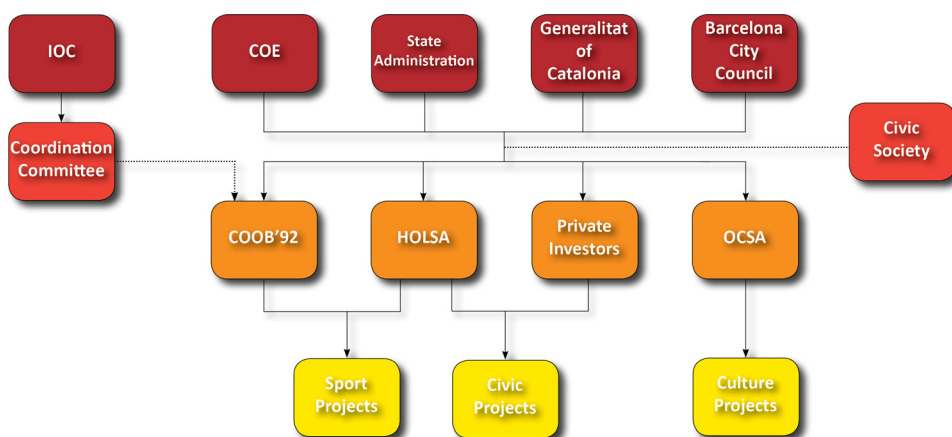 IOC
COE
State
Administration
Generalitat
of
Catalonia
Barcelona
City
Council
Coordination
Committee
Civic
Society
COOB'92
HOLSA
Private
Investors
OCSA
Sport
Projects
Civic
Projects
Culture
Projects